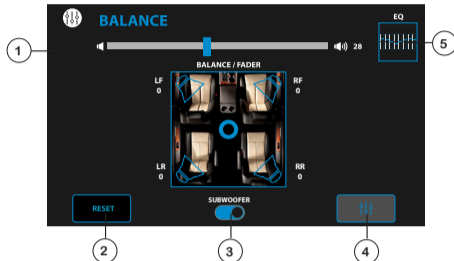 BALANCE
EQ
28
BALANCE / FADER
LF
0
RF
0
LR
0
RR
0
SUBWOOFER
RESET
1
2
3
4
5